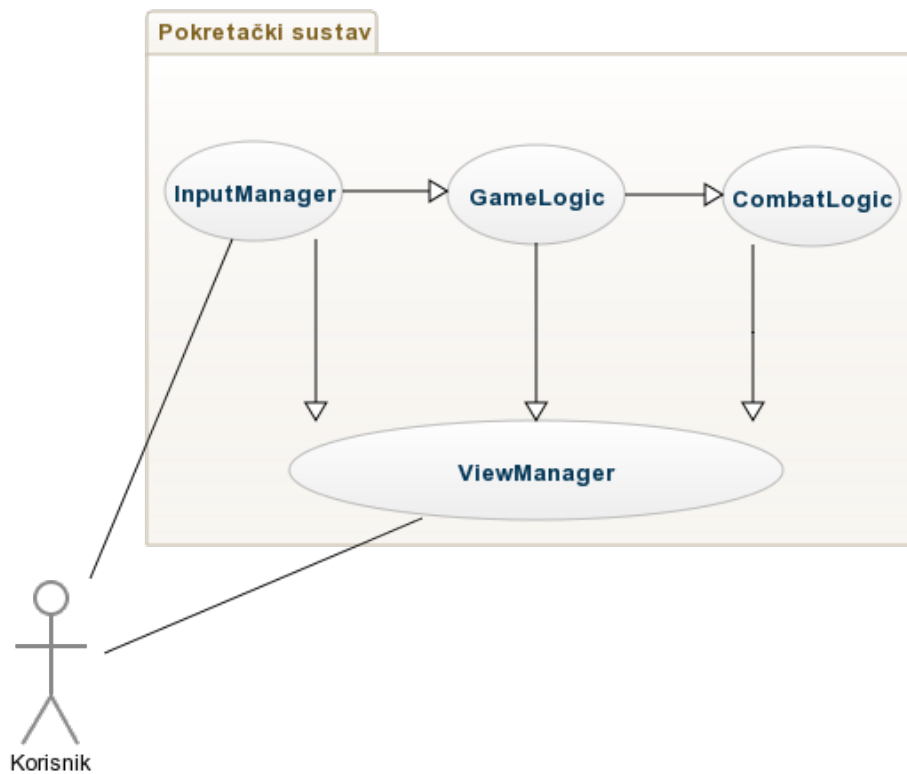 Pokretački sustav
InputManager
GameLogic
CombatLogic
ViewManager
Korisnik